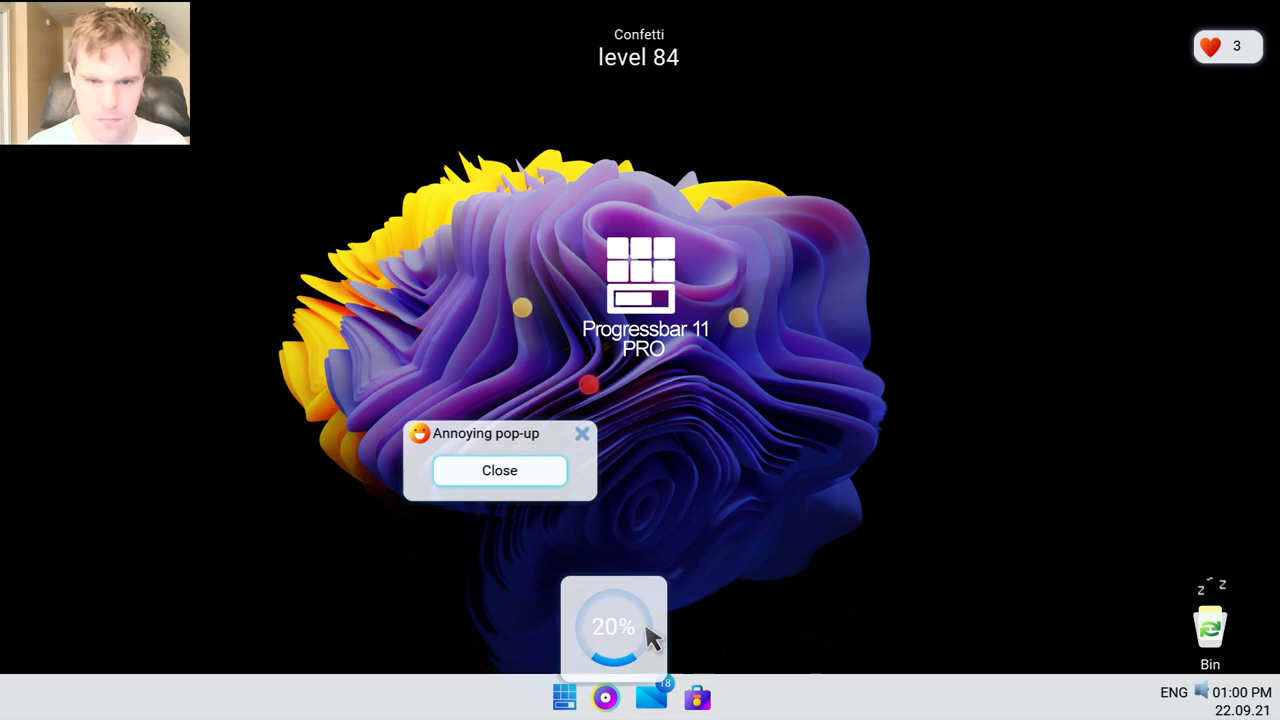 Confetti
level 84
3
Progressbar 11
PRO
Annoying pop-up
Close
20%
z z
Bin
18
ENG 01:00 PM
22.09.21